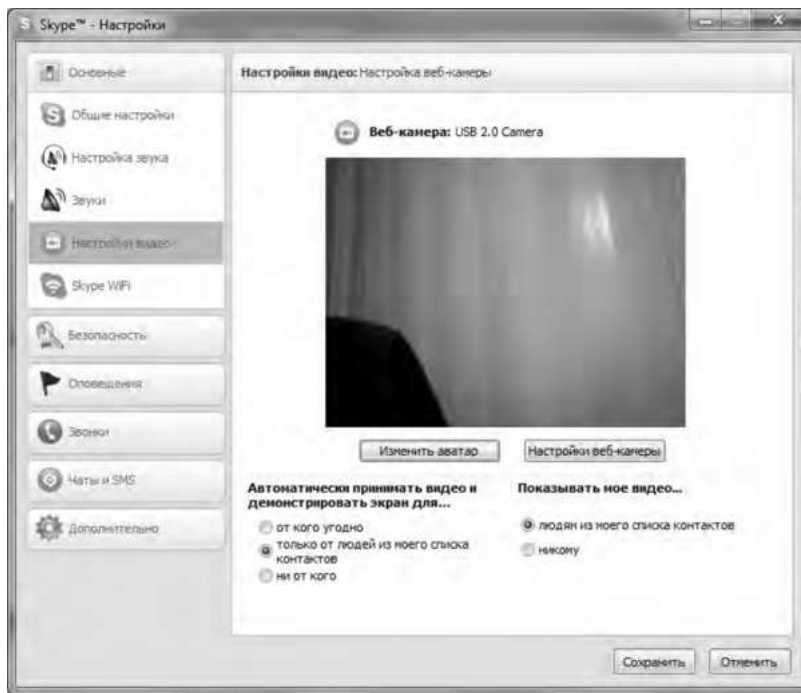 Skype™ - Настройки
Основные
Общие настройки
Настройка звука
Звуки
Настройки видео
Skype WiFi
Безопасность
Оповещения
Звонки
Чаты и SMS
Дополнительно
Настройки видео: Настройка веб-камеры
Веб-камера: USB 2.0 Camera
Изменить аватар
Настройки веб-камеры
Автоматически принимать видео и
демонстрировать экран для...
от кого угодно
только от людей из моего списка
контактов
ни от кого
Показывать мое видео...
людям из моего списка контактов
никому
Сохранить
Отменить